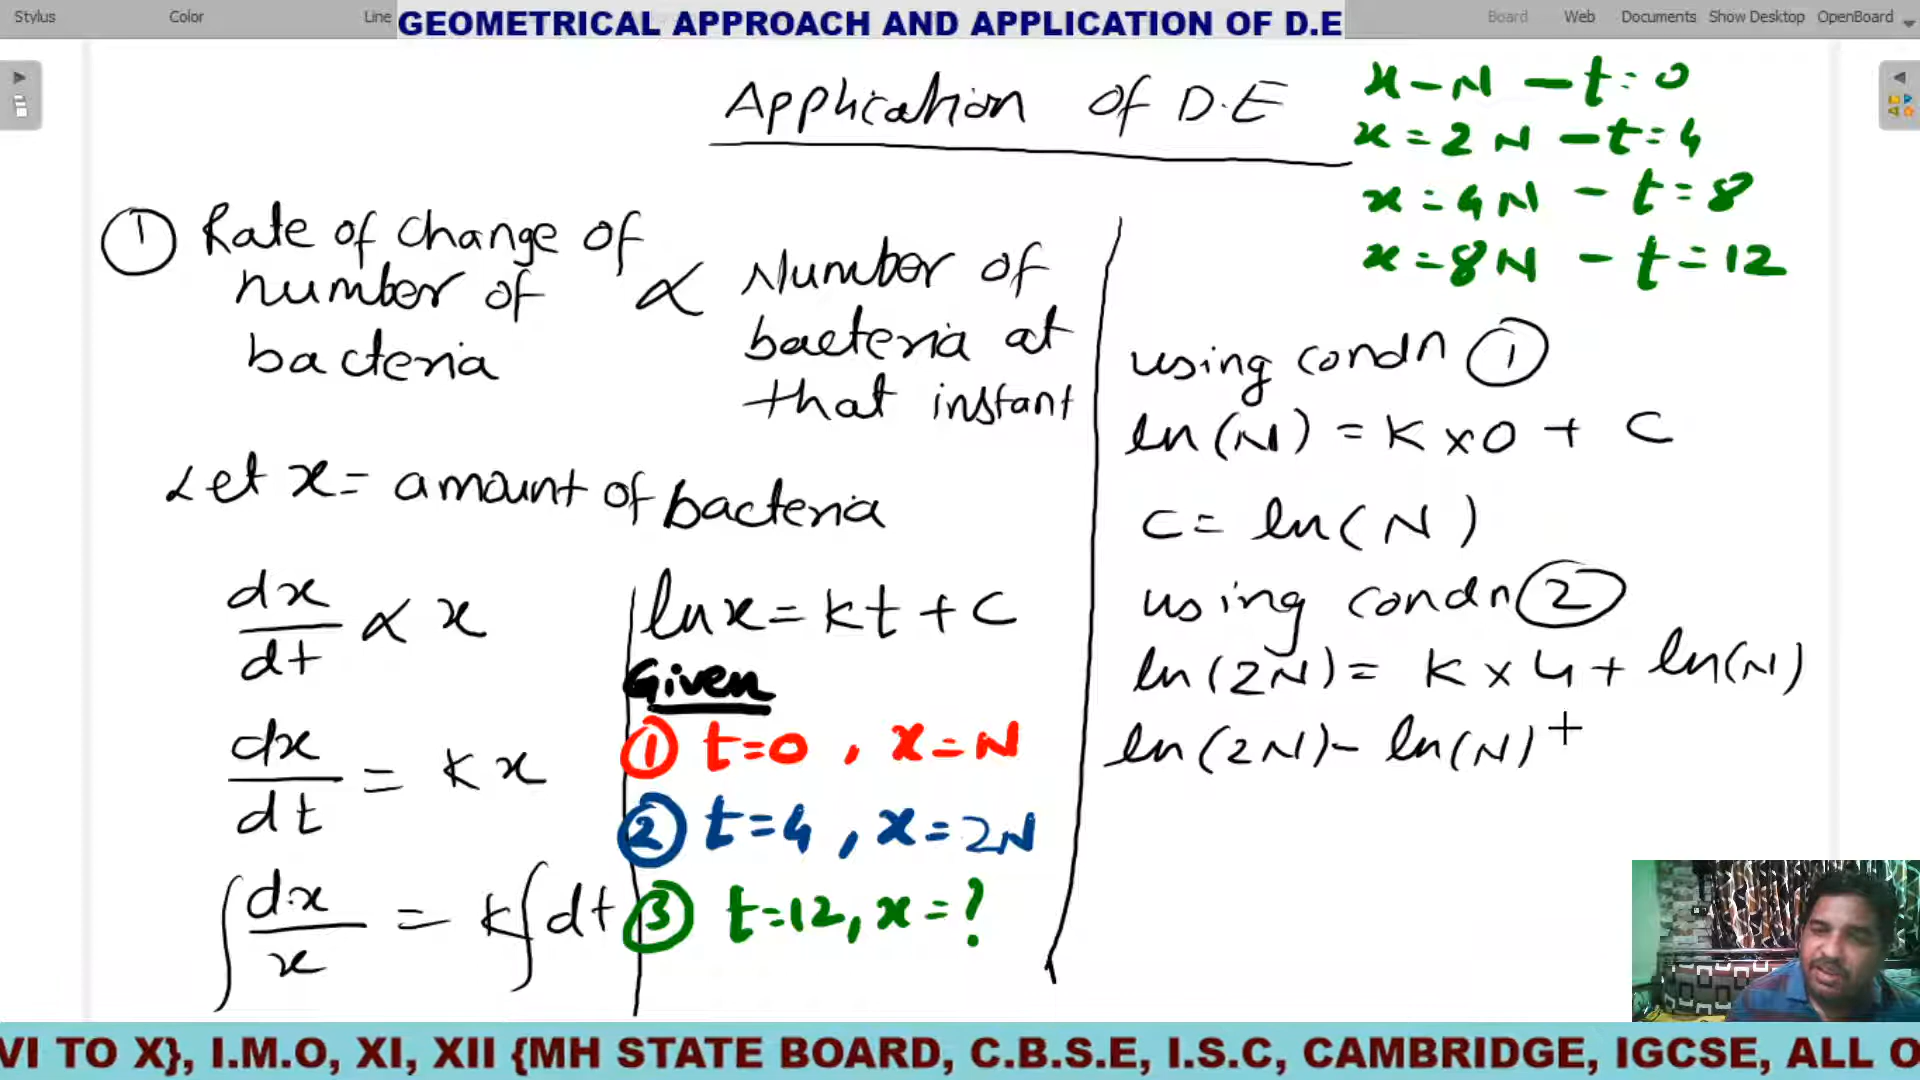 Stylus Color Line Board Web Documents Show Desktop OpenBoard
GEOMETRICAL APPROACH AND APPLICATION OF D.E
Application of D.E
x - N - t = 0
x = 2N - t = 4
x = 4N - t = 8
x = 8N - t = 12
① Rate of change of number of bacteria ∝ Number of bacteria at that instant
Let x = amount of bacteria
dx/dt ∝ x
dx/dt = kx
∫ dx/x = k∫dt
ln x = kt + c
Given
① t=0, x=N
② t=4, x=2N
③ t=12, x=?
using condn ①
ln(N) = K×0 + C
C = ln(N)
using condn ②
ln(2N) = K×4 + ln(N)
ln(2N) - ln(N) +
VI TO X}, I.M.O, XI, XII {MH STATE BOARD, C.B.S.E, I.S.C, CAMBRIDGE, IGCSE, ALL O